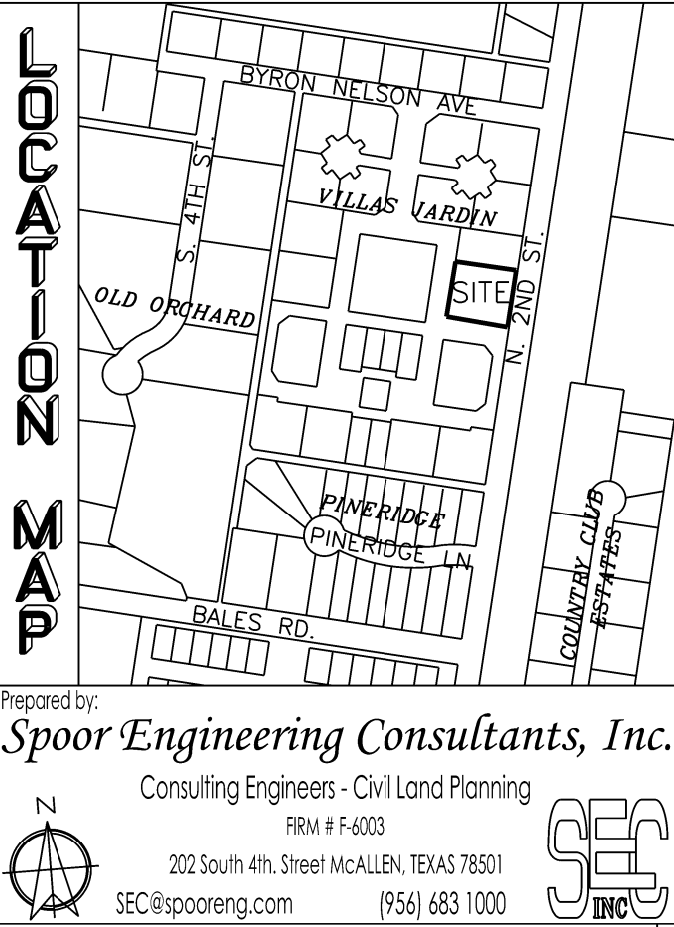 LOCATION MAP
BYRON NELSON AVE
S. 4TH ST.
VILLAS JARDIN
N. 2ND ST.
SITE
OLD ORCHARD
PINERIDGE
PINERIDGE LN.
COUNTRY CLUB
ESTATES
BALES RD.
Prepared by:
Spoor Engineering Consultants, Inc.
Consulting Engineers - Civil Land Planning
FIRM # F-6003
202 South 4th. Street McALLEN, TEXAS 78501
SEC@spooreng.com (956) 683 1000
N
SEC
INC